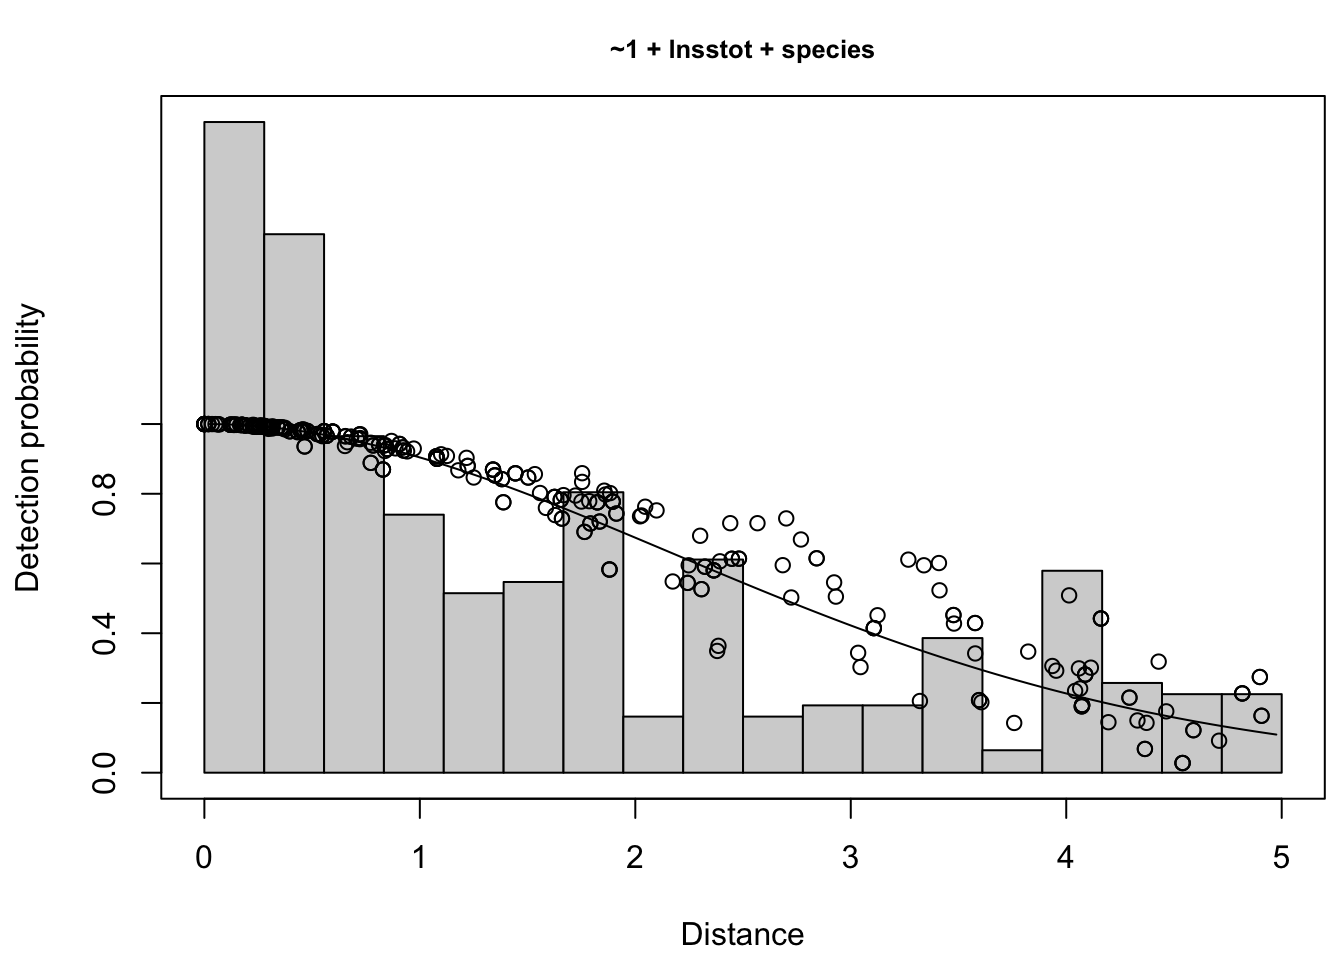 ~1 + lnsstot + species
Detection probability
0.8
0.4
0.0
0 1 2 3 4 5
Distance